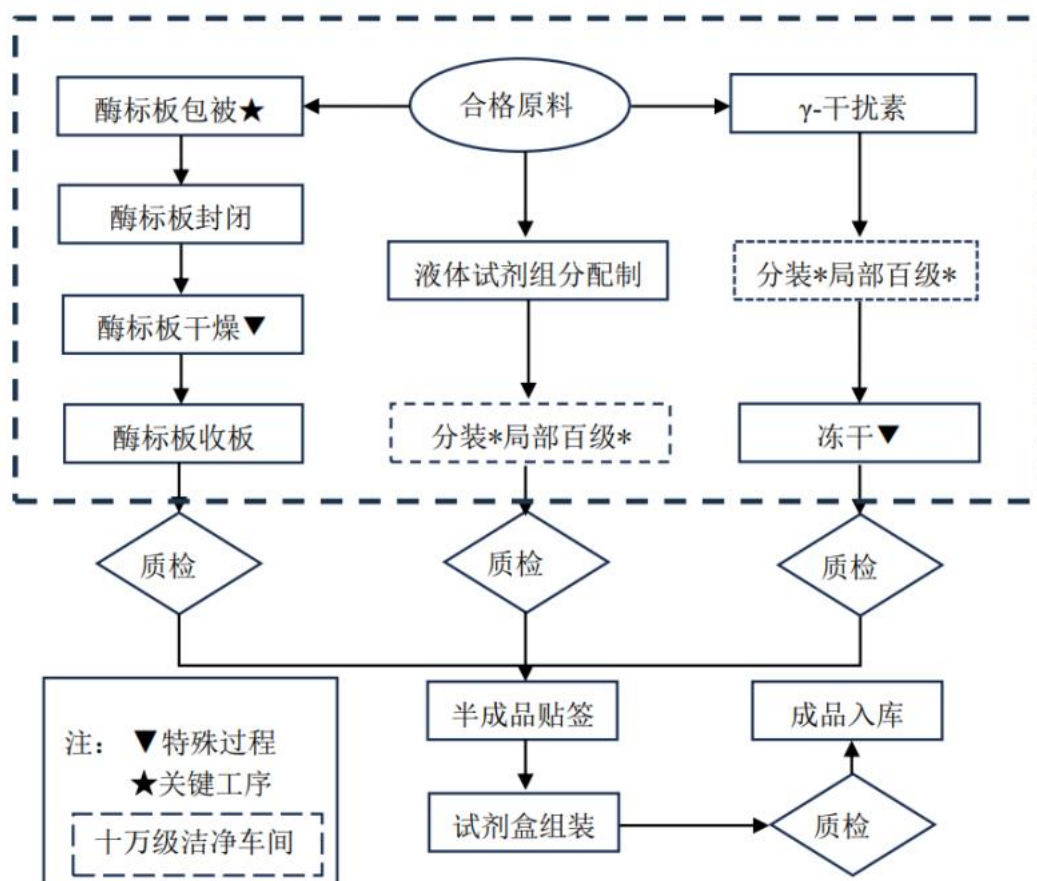 酶标板包被★
合格原料
γ-干扰素
酶标板封闭
液体试剂组分配制
分装*局部百级*
酶标板干燥▼
酶标板收板
分装*局部百级*
冻干▼
质检
质检
质检
半成品贴签
成品入库
注： ▼特殊过程
★关键工序
试剂盒组装
质检
十万级洁净车间